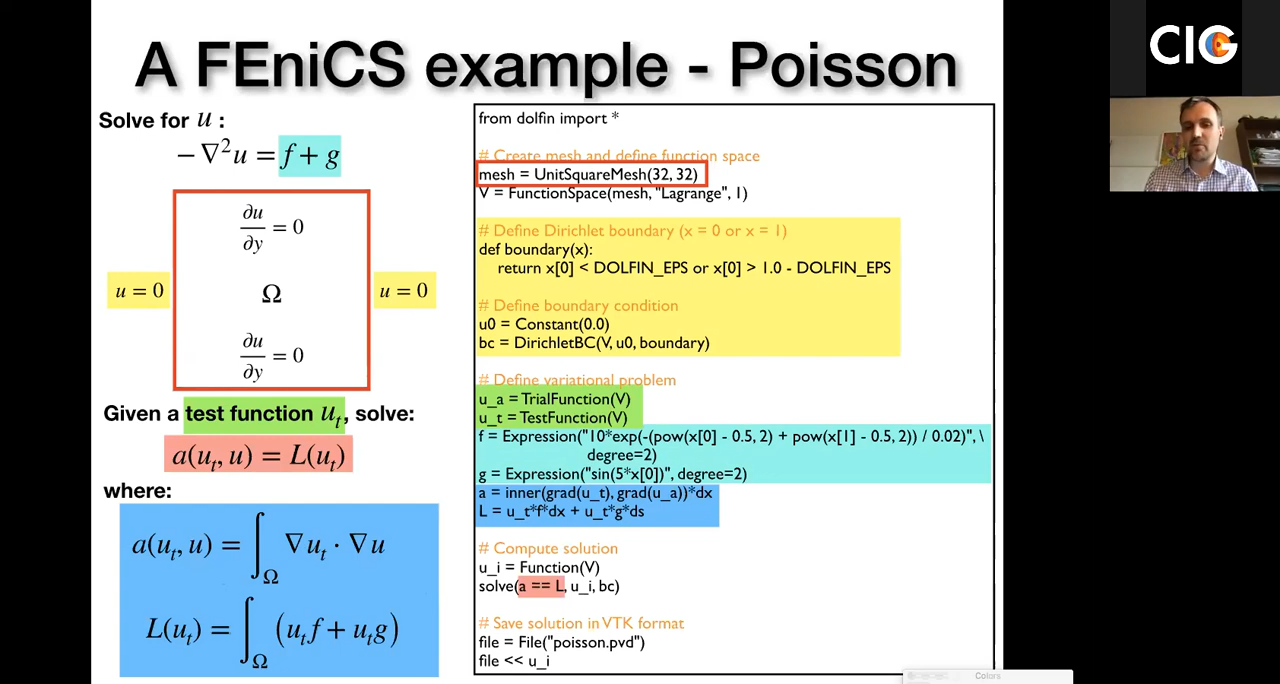 A FEniCS example - Poisson
CIG
Solve for u :
−∇²u = f + g
∂u/∂y = 0
u = 0
Ω
u = 0
∂u/∂y = 0
Given a test function uₜ, solve:
a(uₜ, u) = L(uₜ)
where:
a(uₜ, u) = ∫_Ω ∇uₜ · ∇u
L(uₜ) = ∫_Ω (uₜf + uₜg)
from dolfin import *
# Create mesh and define function space
mesh = UnitSquareMesh(32, 32)
V = FunctionSpace(mesh, "Lagrange", 1)
# Define Dirichlet boundary (x = 0 or x = 1)
def boundary(x):
return x[0] < DOLFIN_EPS or x[0] > 1.0 - DOLFIN_EPS
# Define boundary condition
u0 = Constant(0.0)
bc = DirichletBC(V, u0, boundary)
# Define variational problem
u_a = TrialFunction(V)
u_t = TestFunction(V)
f = Expression("10*exp(-(pow(x[0] - 0.5, 2) + pow(x[1] - 0.5, 2)) / 0.02)", \
degree=2)
g = Expression("sin(5*x[0])", degree=2)
a = inner(grad(u_t), grad(u_a))*dx
L = u_t*f*dx + u_t*g*ds
# Compute solution
u_i = Function(V)
solve(a == L, u_i, bc)
# Save solution in VTK format
file = File("poisson.pvd")
file << u_i
Colors